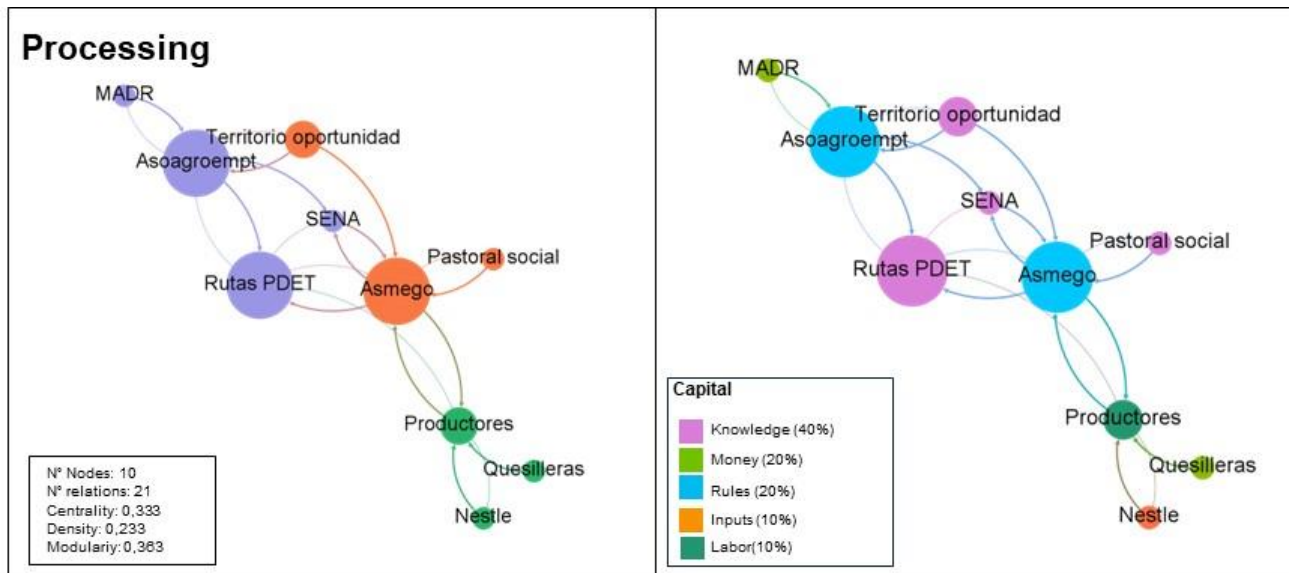 Processing
MADR
Territorio oportunidad
Asoagroempt
SENA
Pastoral social
Rutas PDET
Asmego
Productores
Quesilleras
Nestle
N° Nodes: 10
N° relations: 21
Centrality: 0,333
Density: 0,233
Modulariy: 0,363
MADR
Territorio oportunidad
Asoagroempt
SENA
Pastoral social
Rutas PDET
Asmego
Productores
Quesilleras
Nestle
Capital
Knowledge (40%)
Money (20%)
Rules (20%)
Inputs (10%)
Labor(10%)